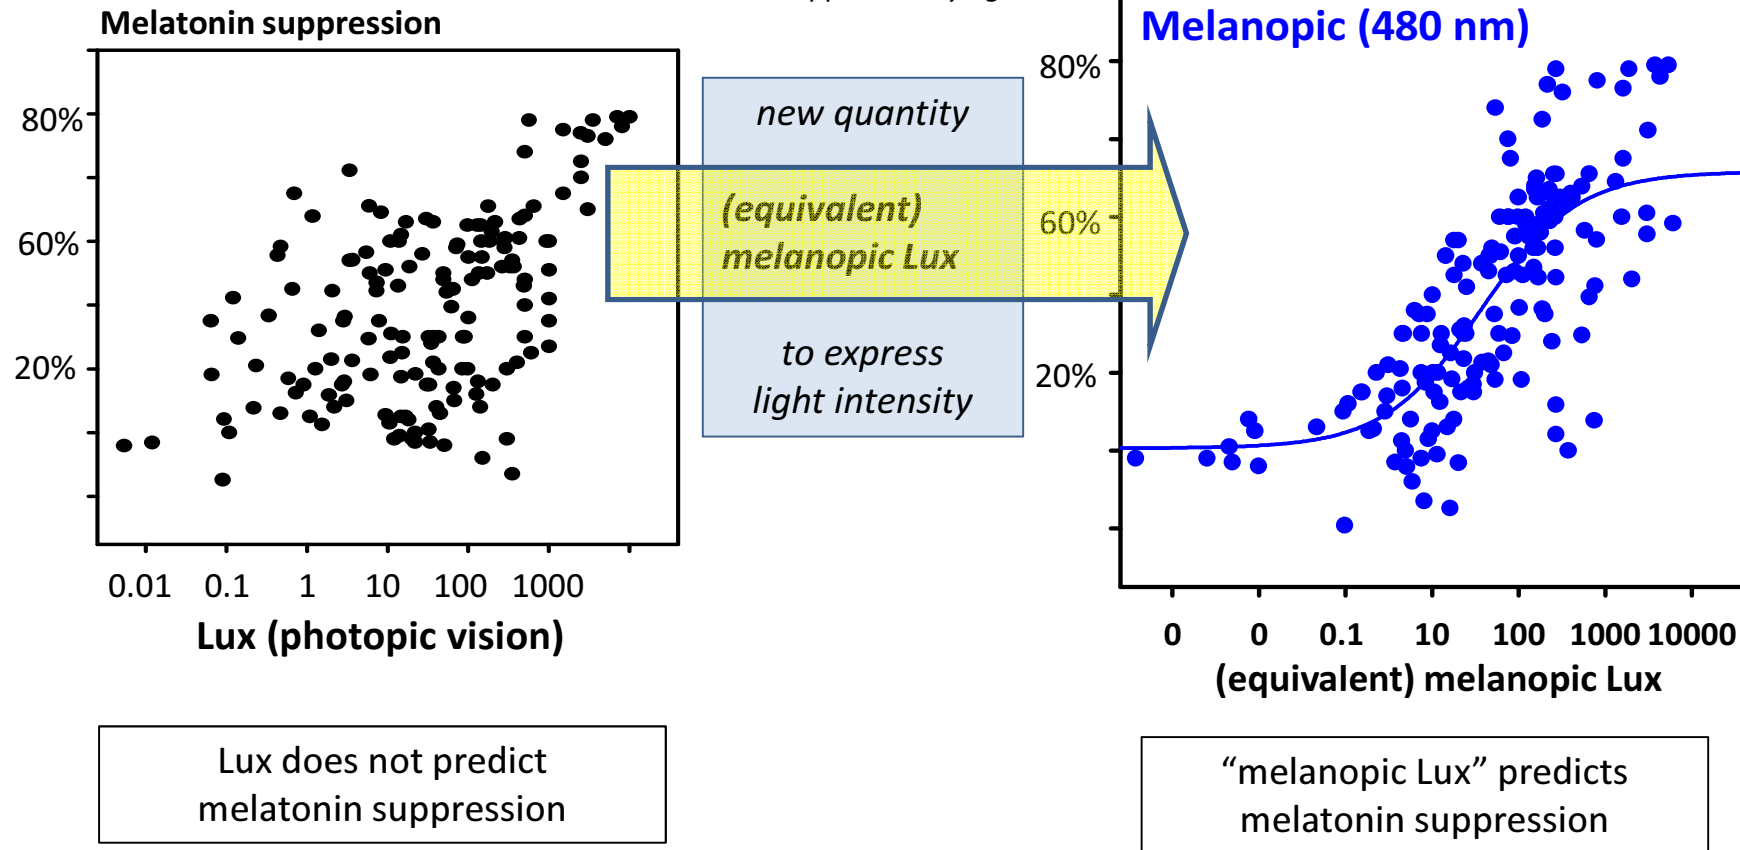 Melatonin suppression
80%
60%
20%
0.01 0.1 1 10 100 1000
Lux (photopic vision)
Lux does not predict
melatonin suppression
new quantity
(equivalent)
melanopic Lux
to express
light intensity
Melanopic (480 nm)
80%
60%
20%
0 0 0.1 10 100 1000 10000
(equivalent) melanopic Lux
“melanopic Lux” predicts
melatonin suppression